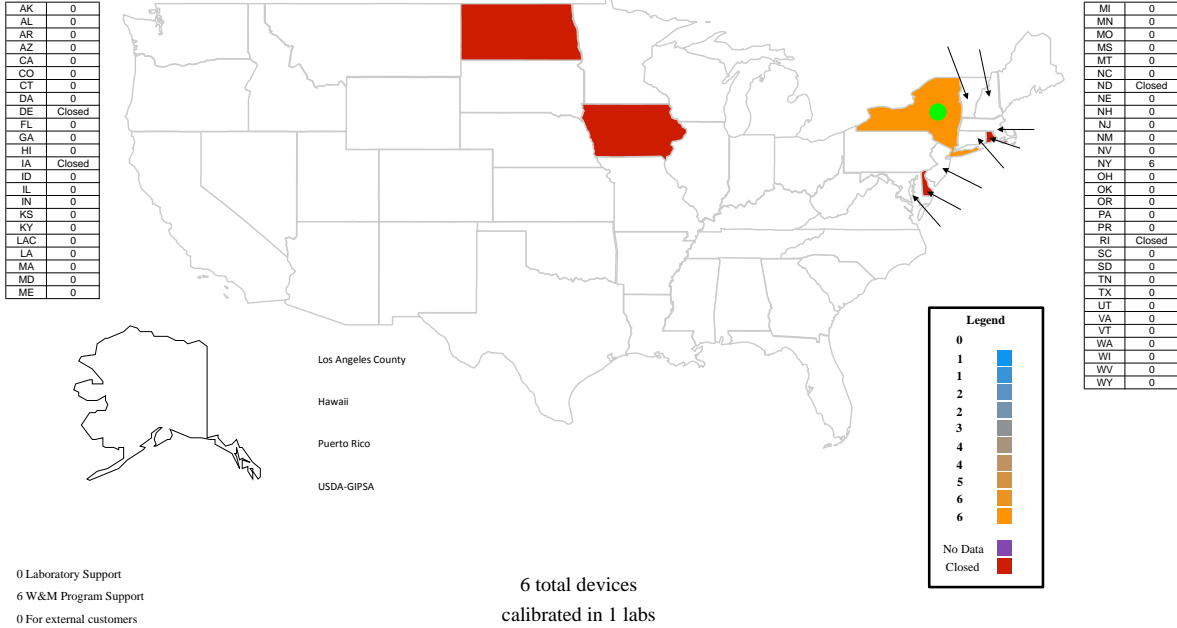 AK 0
AL 0
AR 0
AZ 0
CA 0
CO 0
CT 0
DA 0
DE Closed
FL 0
GA 0
HI 0
IA Closed
ID 0
IL 0
IN 0
KS 0
KY 0
LAC 0
LA 0
MA 0
MD 0
ME 0
MI 0
MN 0
MO 0
MS 0
MT 0
NC 0
ND Closed
NE 0
NH 0
NJ 0
NM 0
NV 0
NY 6
OH 0
OK 0
OR 0
PA 0
PR 0
RI Closed
SC 0
SD 0
TN 0
TX 0
UT 0
VA 0
VT 0
WA 0
WI 0
WV 0
WY 0
Los Angeles County
Hawaii
Puerto Rico
USDA-GIPSA
Legend
0
1
1
2
2
3
4
4
5
6
6
No Data
Closed
0 Laboratory Support
6 W&M Program Support
0 For external customers
6 total devices
calibrated in 1 labs